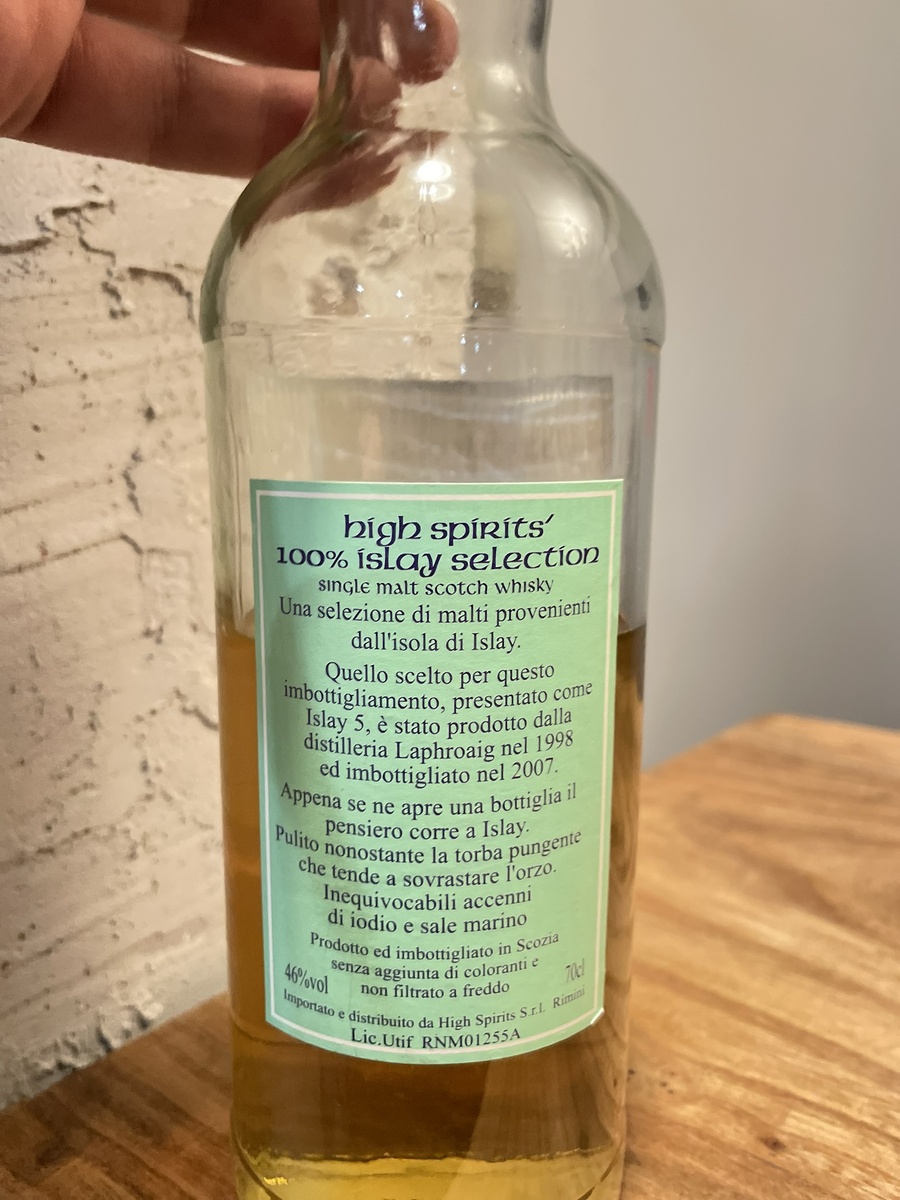 high spirits'
100% islay selection
single malt scotch whisky
Una selezione di malti provenienti
dall'isola di Islay.
Quello scelto per questo
imbottigliamento, presentato come
Islay 5, è stato prodotto dalla
distilleria Laphroaig nel 1998
ed imbottigliato nel 2007.
Appena se ne apre una bottiglia il
pensiero corre a Islay.
Pulito nonostante la torba pungente
che tende a sovrastare l'orzo.
Inequivocabili accenni
di iodio e sale marino
Prodotto ed imbottigliato in Scozia
senza aggiunta di coloranti e
non filtrato a freddo
46%vol
70cl
Importato e distribuito da High Spirits S.r.l. Rimini
Lic.Utif RNM01255A